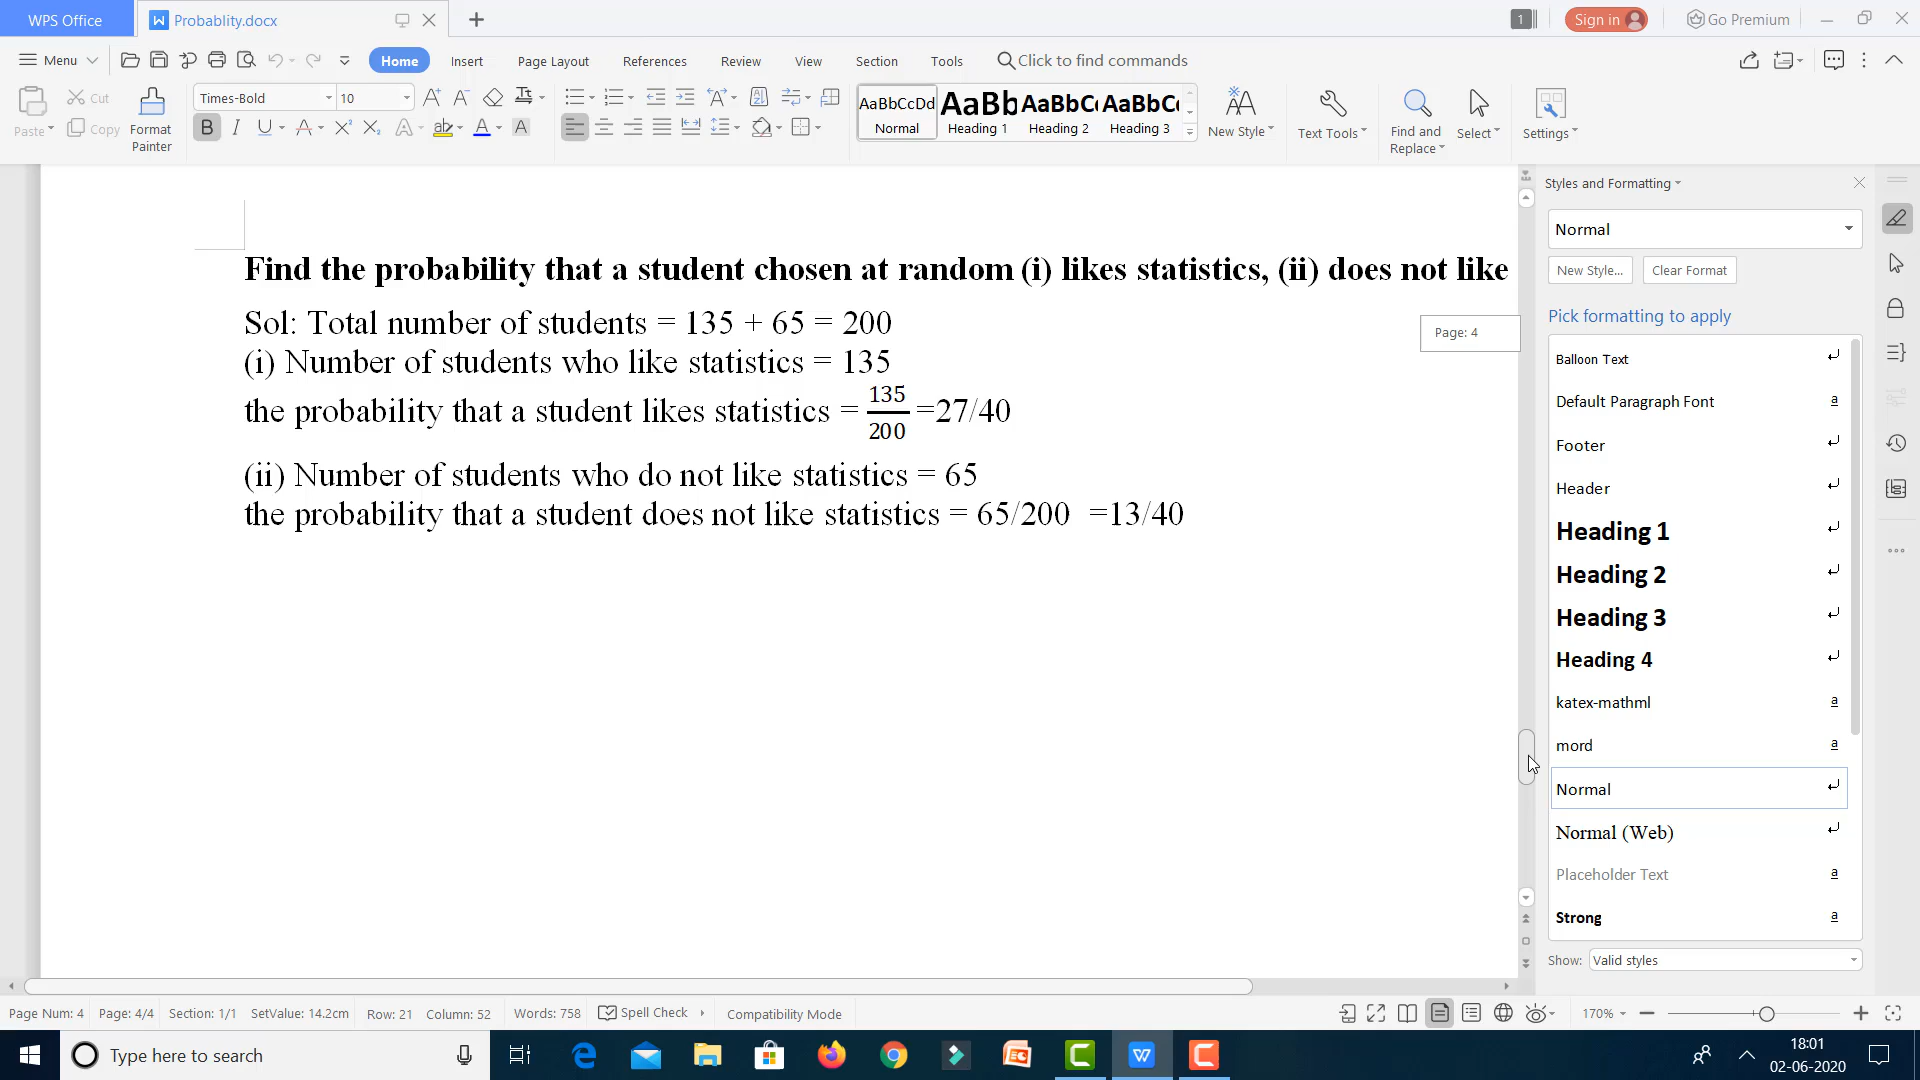 WPS Office
Probablity.docx
1
Sign in
Go Premium
Menu
Home
Insert
Page Layout
References
Review
View
Section
Tools
Click to find commands
Paste
Cut
Copy
Format Painter
Times-Bold
10
AaBbCcDd
Normal
AaBb
Heading 1
AaBbC
Heading 2
AaBbC
Heading 3
New Style
Text Tools
Find and Replace
Select
Settings
Find the probability that a student chosen at random (i) likes statistics, (ii) does not like
Sol: Total number of students = 135 + 65 = 200
(i) Number of students who like statistics = 135
the probability that a student likes statistics = 135/200 =27/40
(ii) Number of students who do not like statistics = 65
the probability that a student does not like statistics = 65/200 =13/40
Page: 4
Styles and Formatting
Normal
New Style...
Clear Format
Pick formatting to apply
Balloon Text
Default Paragraph Font
Footer
Header
Heading 1
Heading 2
Heading 3
Heading 4
katex-mathml
mord
Normal
Normal (Web)
Placeholder Text
Strong
Show: Valid styles
Page Num: 4 Page: 4/4 Section: 1/1 SetValue: 14.2cm Row: 21 Column: 52 Words: 758 Spell Check Compatibility Mode 170%
Type here to search
18:01
02-06-2020